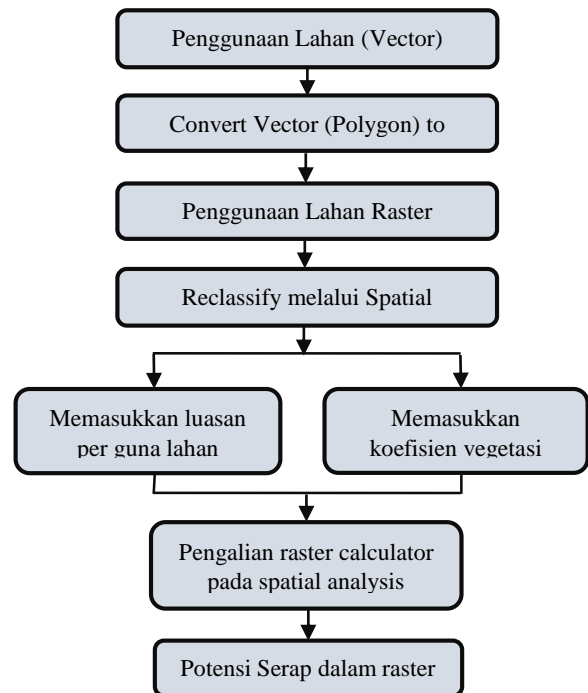 Penggunaan Lahan (Vector)
Convert Vector (Polygon) to
Penggunaan Lahan Raster
Reclassify melalui Spatial
Memasukkan luasan
per guna lahan
Memasukkan
koefisien vegetasi
Pengalian raster calculator
pada spatial analysis
Potensi Serap dalam raster